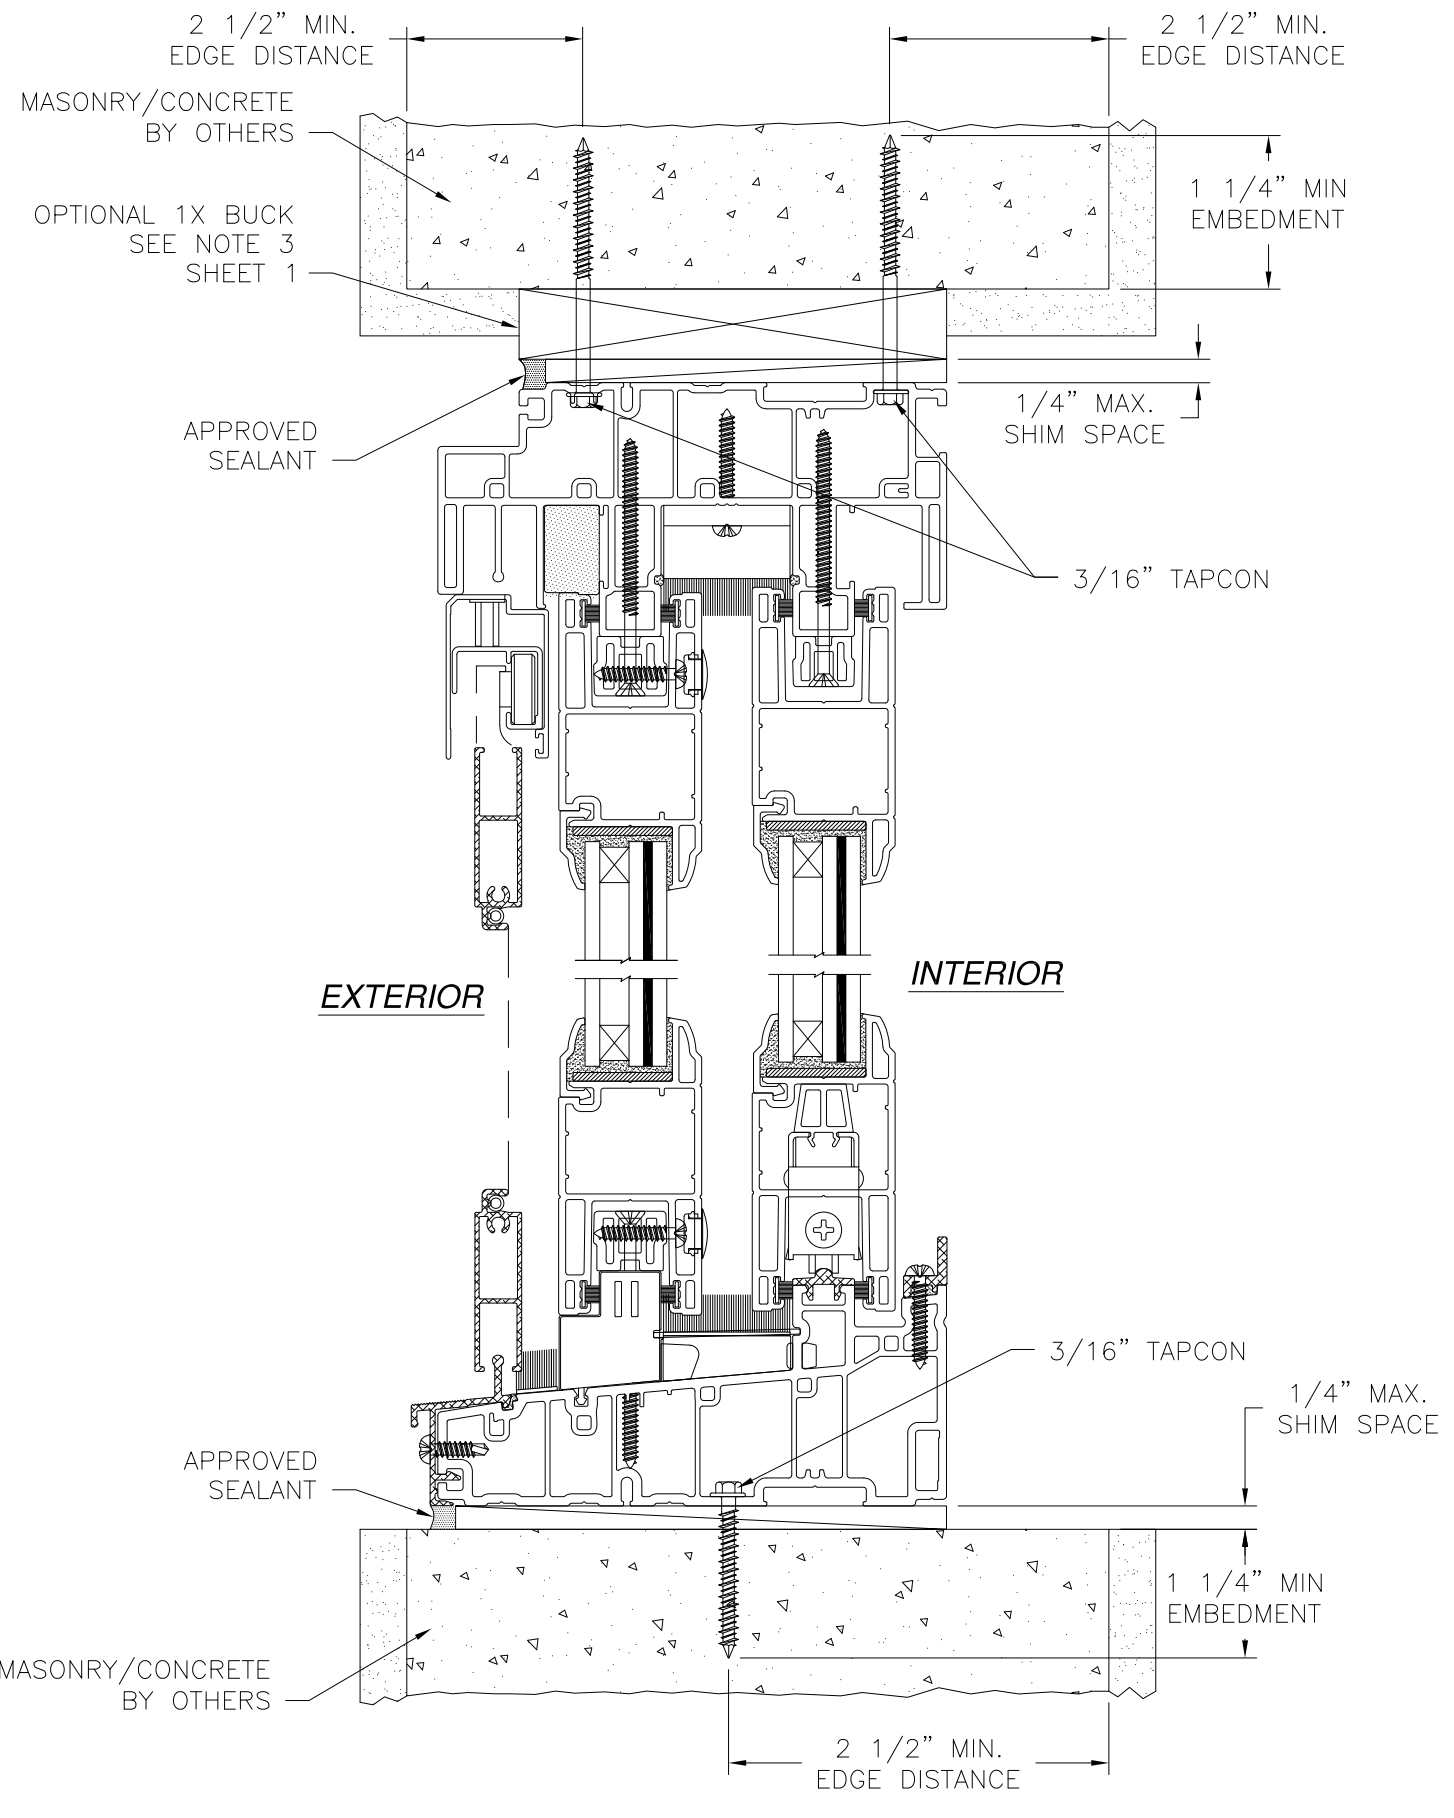 2 1/2” MIN.
EDGE DISTANCE
2 1/2” MIN.
EDGE DISTANCE
MASONRY/CONCRETE
BY OTHERS
1 1/4” MIN
EMBEDMENT
OPTIONAL 1X BUCK
SEE NOTE 3
SHEET 1
1/4” MAX.
SHIM SPACE
APPROVED
SEALANT
3/16” TAPCON
EXTERIOR
INTERIOR
3/16” TAPCON
1/4” MAX.
SHIM SPACE
APPROVED
SEALANT
1 1/4” MIN
EMBEDMENT
MASONRY/CONCRETE
BY OTHERS
2 1/2” MIN.
EDGE DISTANCE